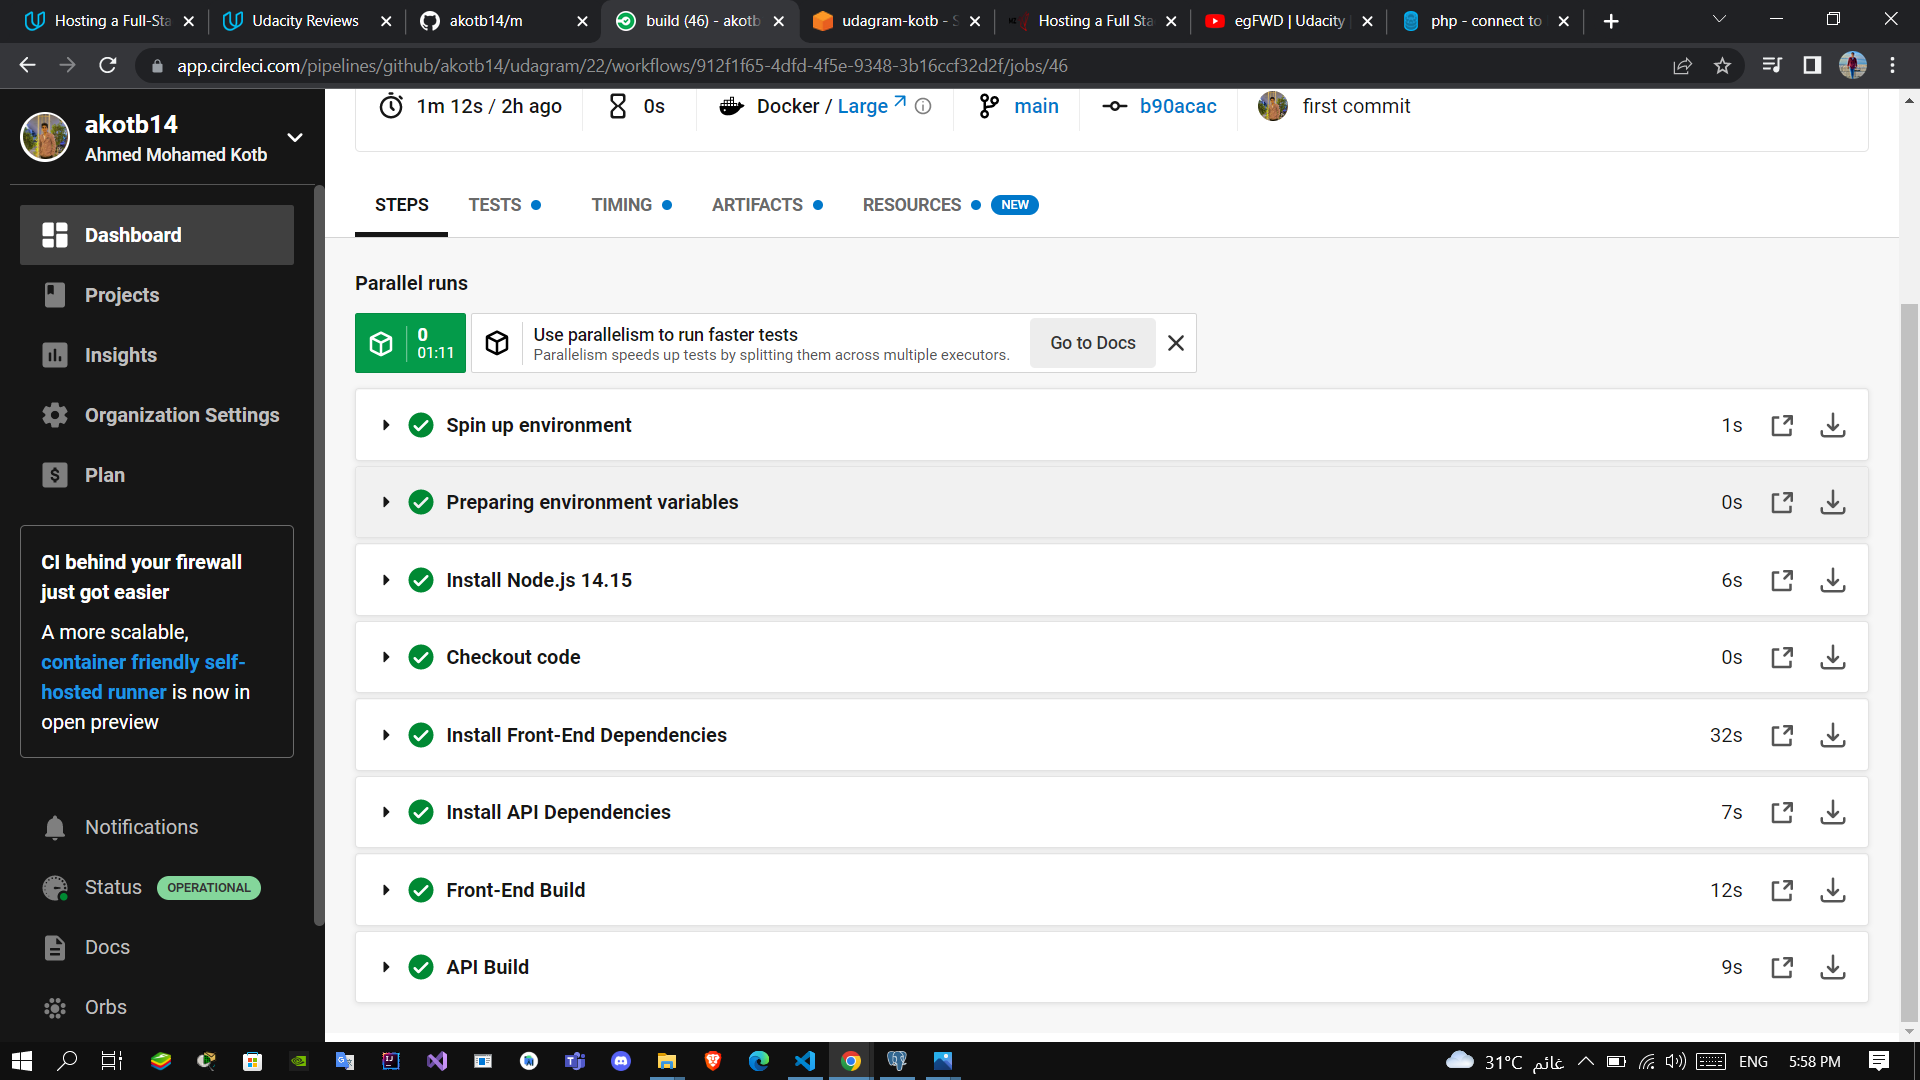 Hosting a Full-Sta
Udacity Reviews
akotb14/m
build (46) - akotb
udagram-kotb - S
Hosting a Full Sta
egFWD | Udacity
php - connect to
app.circleci.com/pipelines/github/akotb14/udagram/22/workflows/912f1f65-4dfd-4f5e-9348-3b16ccf32d2f/jobs/46
akotb14
Ahmed Mohamed Kotb
Dashboard
Projects
Insights
Organization Settings
Plan
CI behind your firewall
just got easier
A more scalable,
container friendly self-
hosted runner is now in
open preview
Notifications
Status OPERATIONAL
Docs
Orbs
1m 12s / 2h ago
0s
Docker / Large
main
b90acac
first commit
STEPS
TESTS
TIMING
ARTIFACTS
RESOURCES
NEW
Parallel runs
0
01:11
Use parallelism to run faster tests
Parallelism speeds up tests by splitting them across multiple executors.
Go to Docs
Spin up environment 1s
Preparing environment variables 0s
Install Node.js 14.15 6s
Checkout code 0s
Install Front-End Dependencies 32s
Install API Dependencies 7s
Front-End Build 12s
API Build 9s
31°C غائم
ENG
5:58 PM